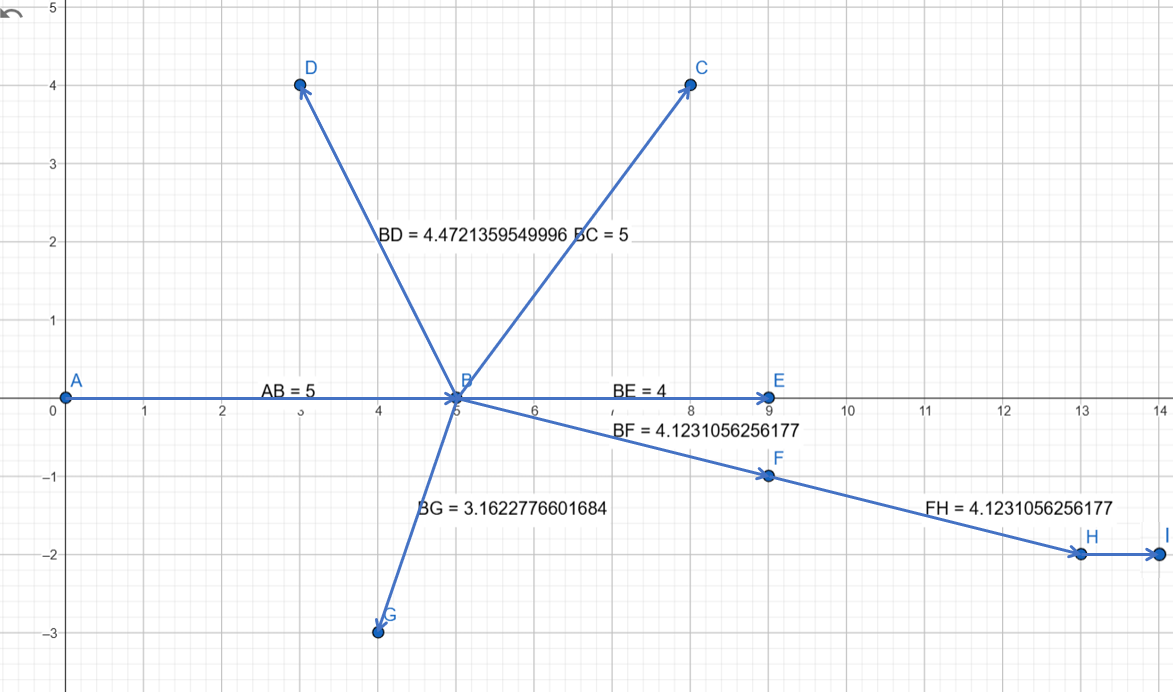 5
D
C
4
3
BD = 4.4721359549996 BC = 5
2
1
A
AB = 5
B
BE = 4
E
0 1 2 3 4 5 6 8 9 10 11 12 13 14
BF = 4.1231056256177
F
−1
BG = 3.1622776601684
FH = 4.1231056256177
H
I
−2
G
−3